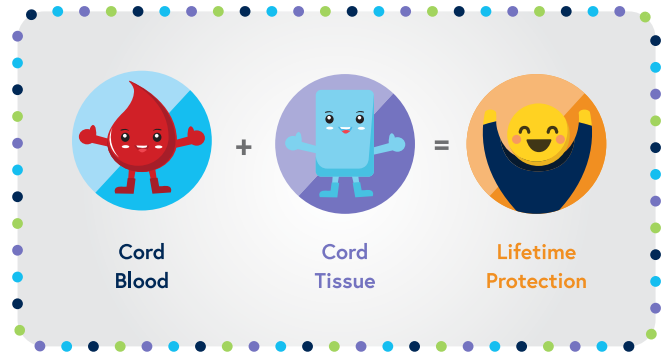 +
=
Cord
Blood
Cord
Tissue
Lifetime
Protection